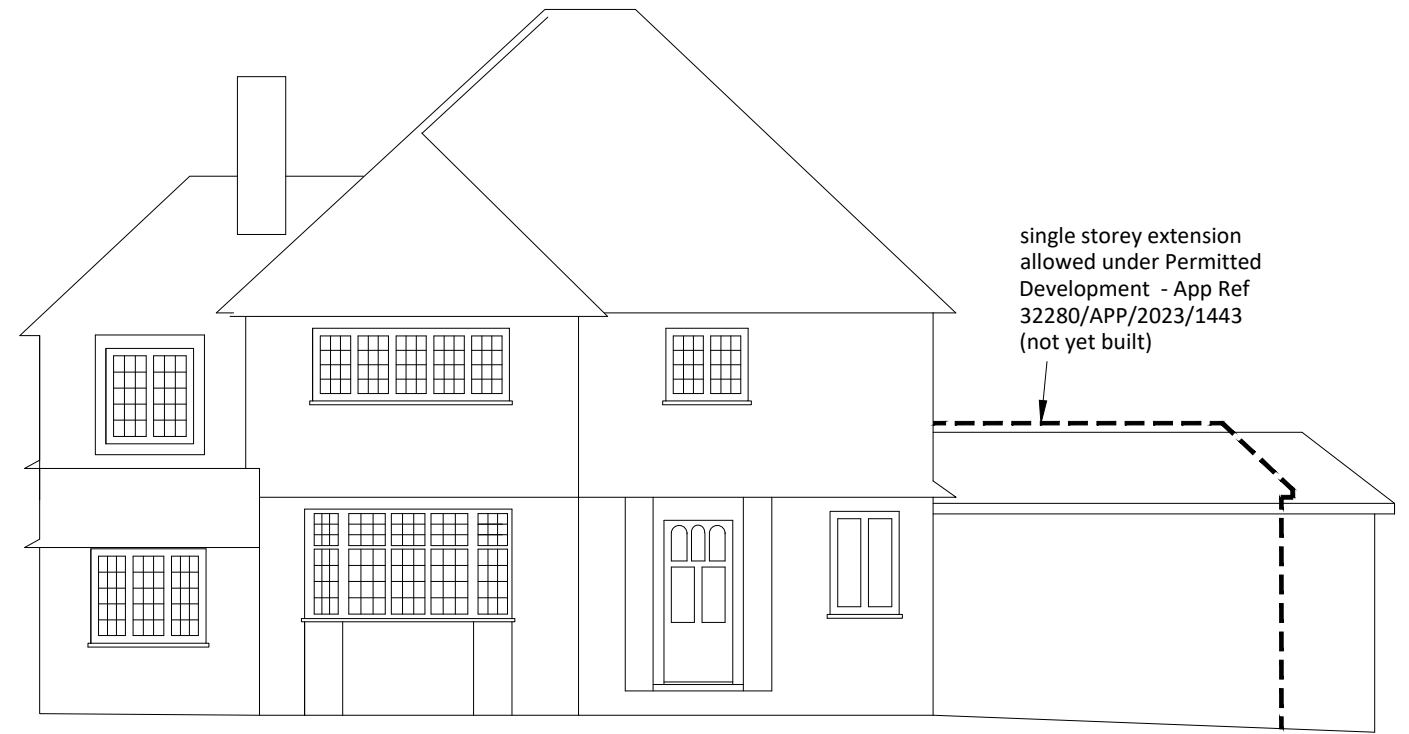 single storey extension
allowed under Permitted
Development - App Ref
32280/APP/2023/1443
(not yet built)